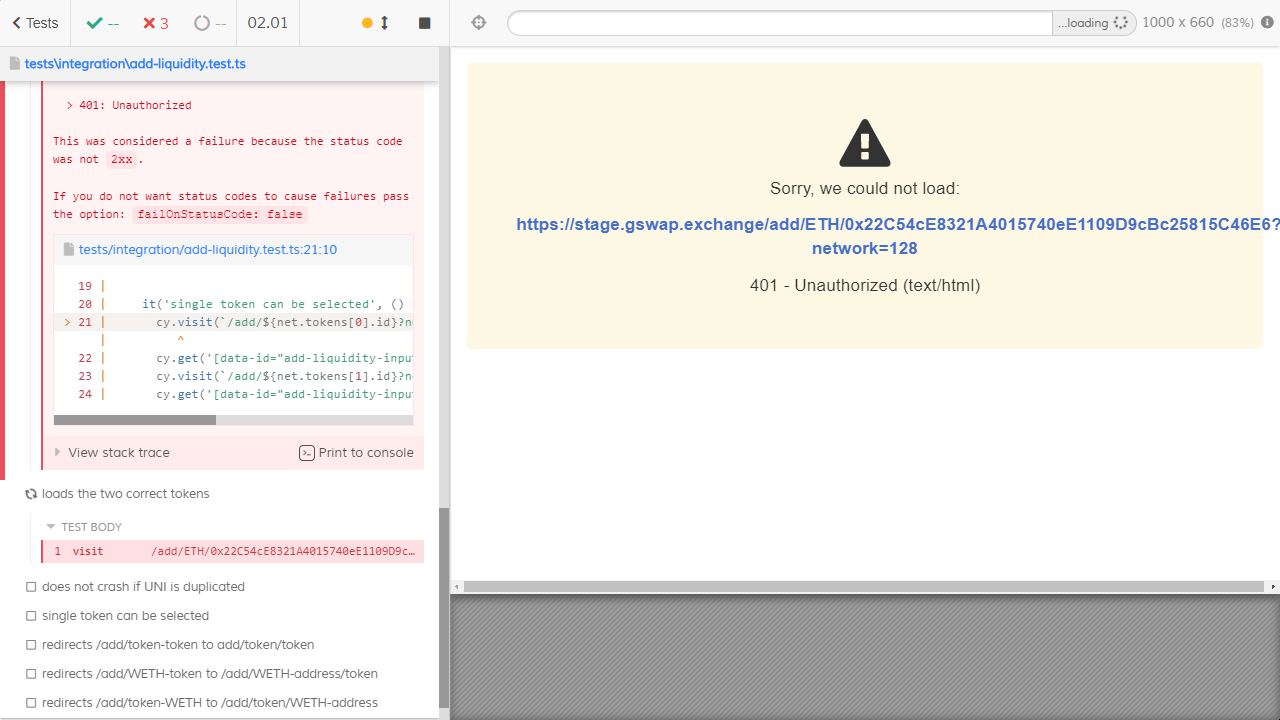 Tests -- 3 -- 02.01
...loading 1000 x 660 (83%)
tests\integration\add-liquidity.test.ts
> 401: Unauthorized
This was considered a failure because the status code
was not 2xx.
If you do not want status codes to cause failures pass
the option: failOnStatusCode: false
tests/integration/add-liquidity.test.ts:21:10
19 |
20 | it('single token can be selected', ()
> 21 | cy.visit(`/add/${net.tokens[0].id}?n
| ^
22 | cy.get('[data-id="add-liquidity-inpu
23 | cy.visit(`/add/${net.tokens[1].id}?n
24 | cy.get('[data-id="add-liquidity-inpu
View stack trace
Print to console
loads the two correct tokens
TEST BODY
1 visit /add/ETH/0x22C54cE8321A4015740eE1109D9c…
does not crash if UNI is duplicated
single token can be selected
redirects /add/token-token to add/token/token
redirects /add/WETH-token to /add/WETH-address/token
redirects /add/token-WETH to /add/token/WETH-address
Sorry, we could not load:
https://stage.gswap.exchange/add/ETH/0x22C54cE8321A4015740eE1109D9cBc25815C46E6?
network=128
401 - Unauthorized (text/html)